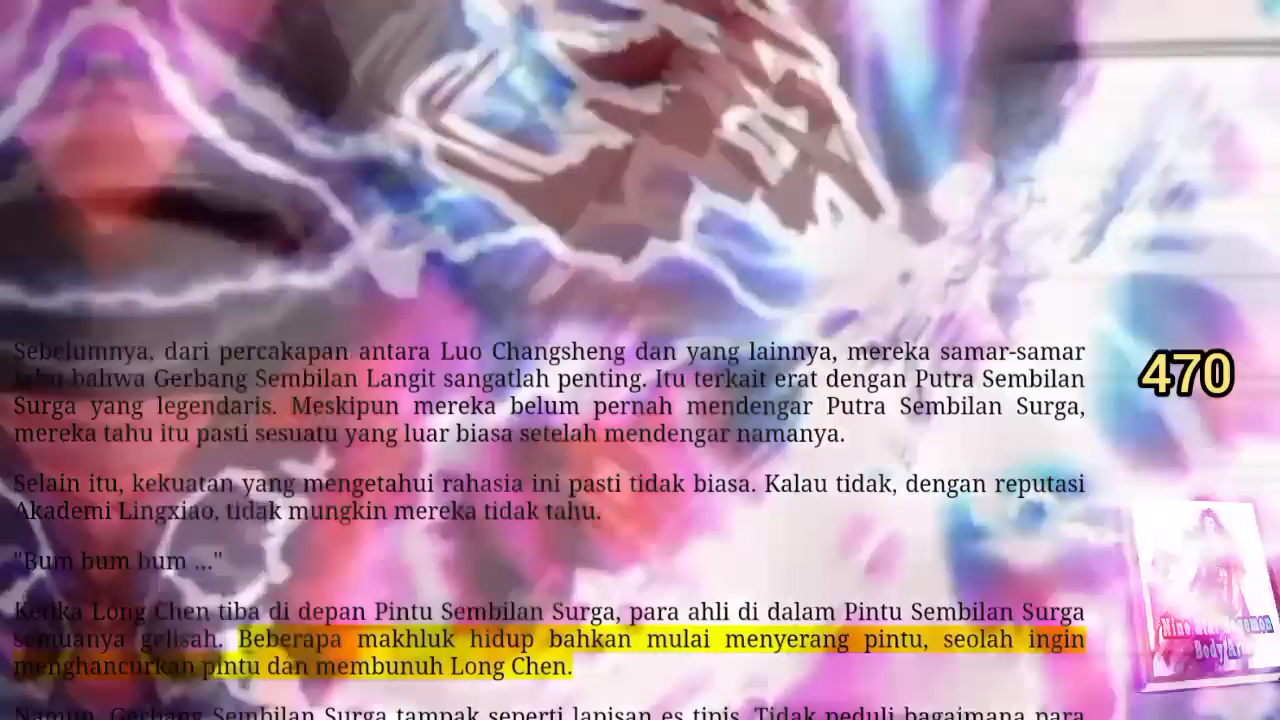 Sebelumnya, dari percakapan antara Luo Changsheng dan yang lainnya, mereka samar-samar
tahu bahwa Gerbang Sembilan Langit sangatlah penting. Itu terkait erat dengan Putra Sembilan
Surga yang legendaris. Meskipun mereka belum pernah mendengar Putra Sembilan Surga,
mereka tahu itu pasti sesuatu yang luar biasa setelah mendengar namanya.
470
Selain itu, kekuatan yang mengetahui rahasia ini pasti tidak biasa. Kalau tidak, dengan reputasi
Akademi Lingxiao, tidak mungkin mereka tidak tahu.
"Bum bum bum ..."
Ketika Long Chen tiba di depan Pintu Sembilan Surga, para ahli di dalam Pintu Sembilan Surga
semuanya gelisah. Beberapa makhluk hidup bahkan mulai menyerang pintu, seolah ingin
menghancurkan pintu dan membunuh Long Chen.
Nine Star Hegemon
Body Art
Namun, Gerbang Sembilan Surga tampak seperti lapisan es tipis. Tidak peduli bagaimana para